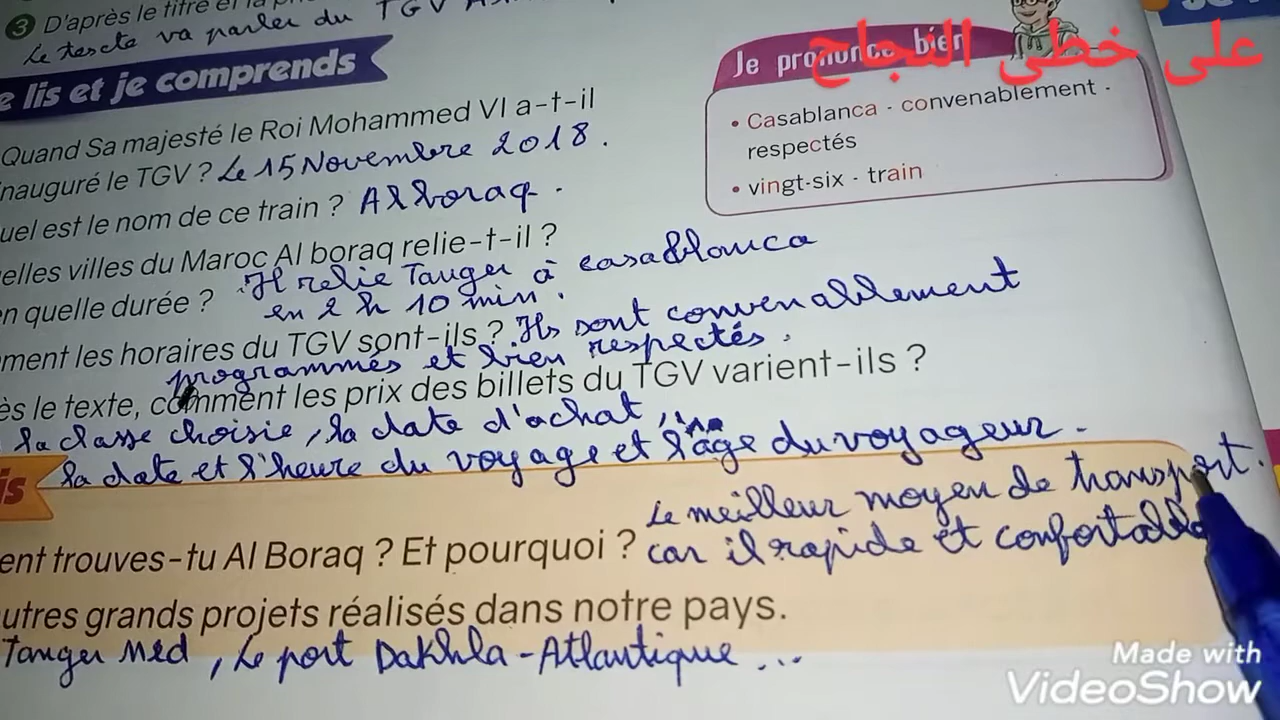 3 D'après le titre et la
Le texte va parler du TGV
e lis et je comprends
Quand Sa majesté le Roi Mohammed VI a-t-il
inauguré le TGV ? Le 15 Novembre 2018.
uel est le nom de ce train ? Al boraq.
elles villes du Maroc Al boraq relie-t-il ?
en quelle durée ? Il relie Tanger à casablanca
en 2 h 10 min.
ment les horaires du TGV sont-ils ? Ils sont convenablement
programmés et bien respectés.
ès le texte, comment les prix des billets du TGV varient-ils ?
la classe choisie, la date d'achat,
la date et l'heure du voyage et l'âge du voyageur.
is
Le meilleur moyen de transport.
ent trouves-tu Al Boraq ? Et pourquoi ? car il rapide et confortable
utres grands projets réalisés dans notre pays.
Tanger Med, Le port Dakhla-Atlantique ...
Je prononce bien
على خطى النجاح
• Casablanca - convenablement -
respectés
• vingt-six - train
Made with
VideoShow